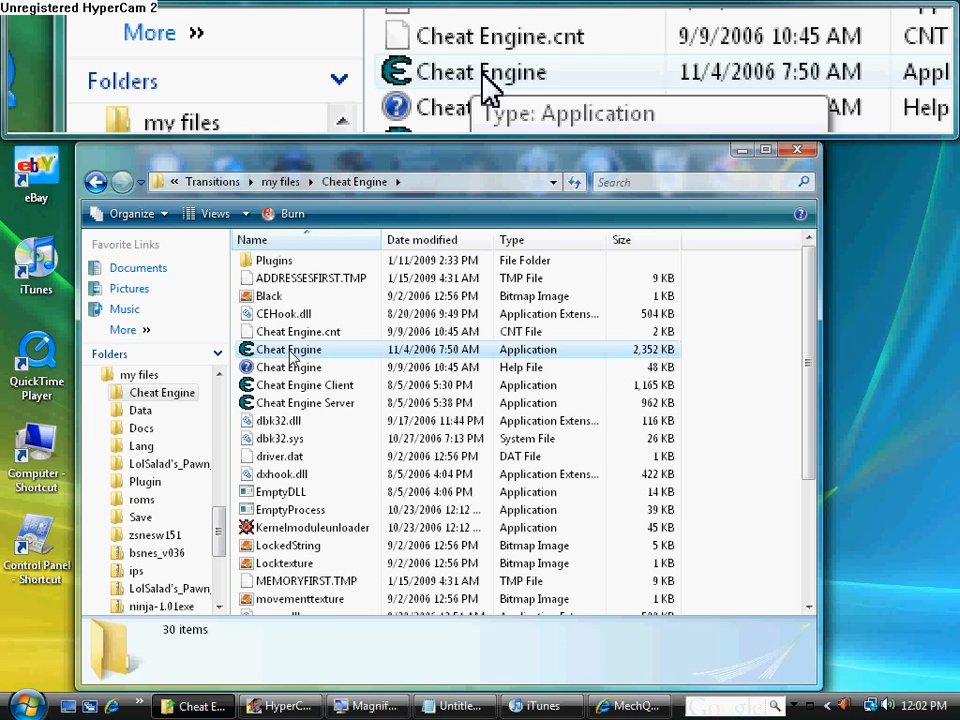 Unregistered HyperCam 2
More »
Folders
my files
Cheat Engine.cnt 9/9/2006 10:45 AM CNT
Cheat Engine 11/4/2006 7:50 AM Appl
Cheat AM Help
Type: Application
eBay
iTunes
QuickTime
Player
Computer -
Shortcut
Control Panel
- Shortcut
« Transitions my files Cheat Engine Search
Organize Views Burn
Favorite Links
Documents
Pictures
Music
More »
Folders
my files
Cheat Engine
Data
Docs
Lang
LolSalad's_Pawn,
Plugin
roms
Save
zsnesw151
bsnes_v036
ips
LolSalad's_Pawn,
ninja-1.01exe
Name Date modified Type Size
Plugins 1/11/2009 2:33 PM File Folder
ADDRESSESFIRST.TMP 1/15/2009 4:31 AM TMP File 9 KB
Black 9/2/2006 12:56 PM Bitmap Image 1 KB
CEHook.dll 8/20/2006 9:49 PM Application Extens... 504 KB
Cheat Engine.cnt 9/9/2006 10:45 AM CNT File 2 KB
Cheat Engine 11/4/2006 7:50 AM Application 2,352 KB
Cheat Engine 9/9/2006 10:45 AM Help File 48 KB
Cheat Engine Client 8/5/2006 5:30 PM Application 1,165 KB
Cheat Engine Server 8/5/2006 5:38 PM Application 962 KB
dbk32.dll 9/17/2006 11:44 PM Application Extens... 116 KB
dbk32.sys 10/27/2006 7:13 PM System File 26 KB
driver.dat 9/2/2006 12:56 PM DAT File 1 KB
dxhook.dll 8/5/2006 4:04 PM Application Extens... 422 KB
EmptyDLL 8/5/2006 4:06 PM Application 14 KB
EmptyProcess 10/23/2006 12:12 ... Application 39 KB
Kernelmoduleunloader 10/23/2006 12:12 ... Application 45 KB
LockedString 9/2/2006 12:56 PM Bitmap Image 5 KB
Locktexture 9/2/2006 12:56 PM Bitmap Image 1 KB
MEMORYFIRST.TMP 1/15/2009 4:31 AM TMP File 9 KB
movementtexture 9/2/2006 12:56 PM Bitmap Image 1 KB
30 items
Cheat E... HyperC... Magnif... Untitle... iTunes MechQ... Google 12:02 PM